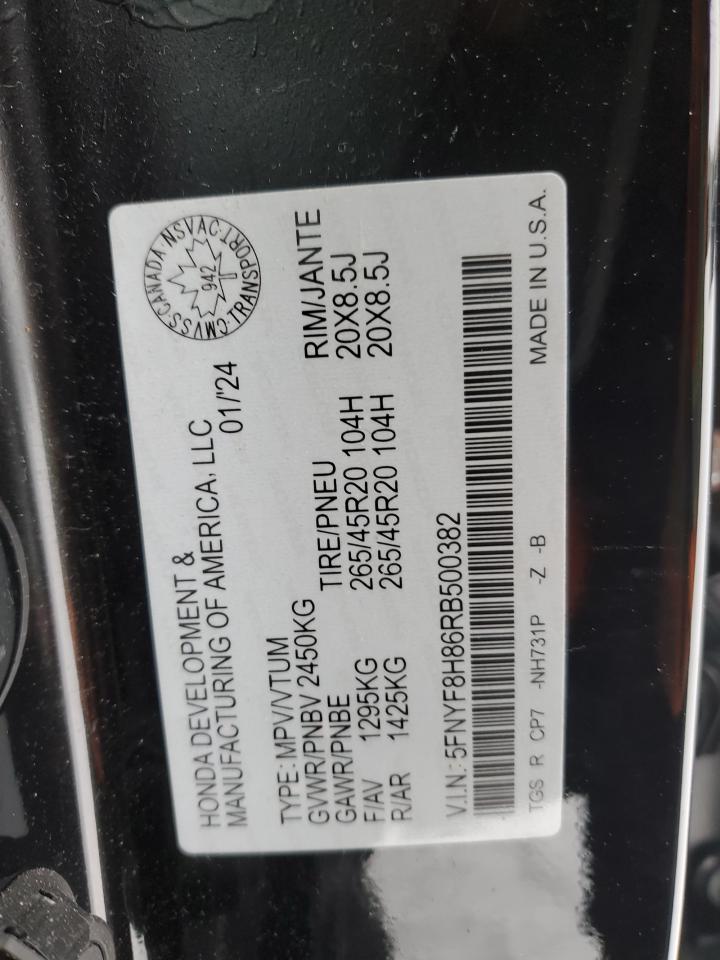 HONDA DEVELOPMENT &
MANUFACTURING OF AMERICA, LLC
01/'24
CMVSS·CANADA·NSVAC·TRANSPORT
942
TYPE: MPV/VTUM
GVWR/PNBV 2450KG
GAWR/PNBE TIRE/PNEU RIM/JANTE
F/AV 1295KG 265/45R20 104H 20X8.5J
R/AR 1425KG 265/45R20 104H 20X8.5J
V.I.N.: 5FNYF8H86RB500382
TGS R CP7 -NH731P -Z -B MADE IN U.S.A.